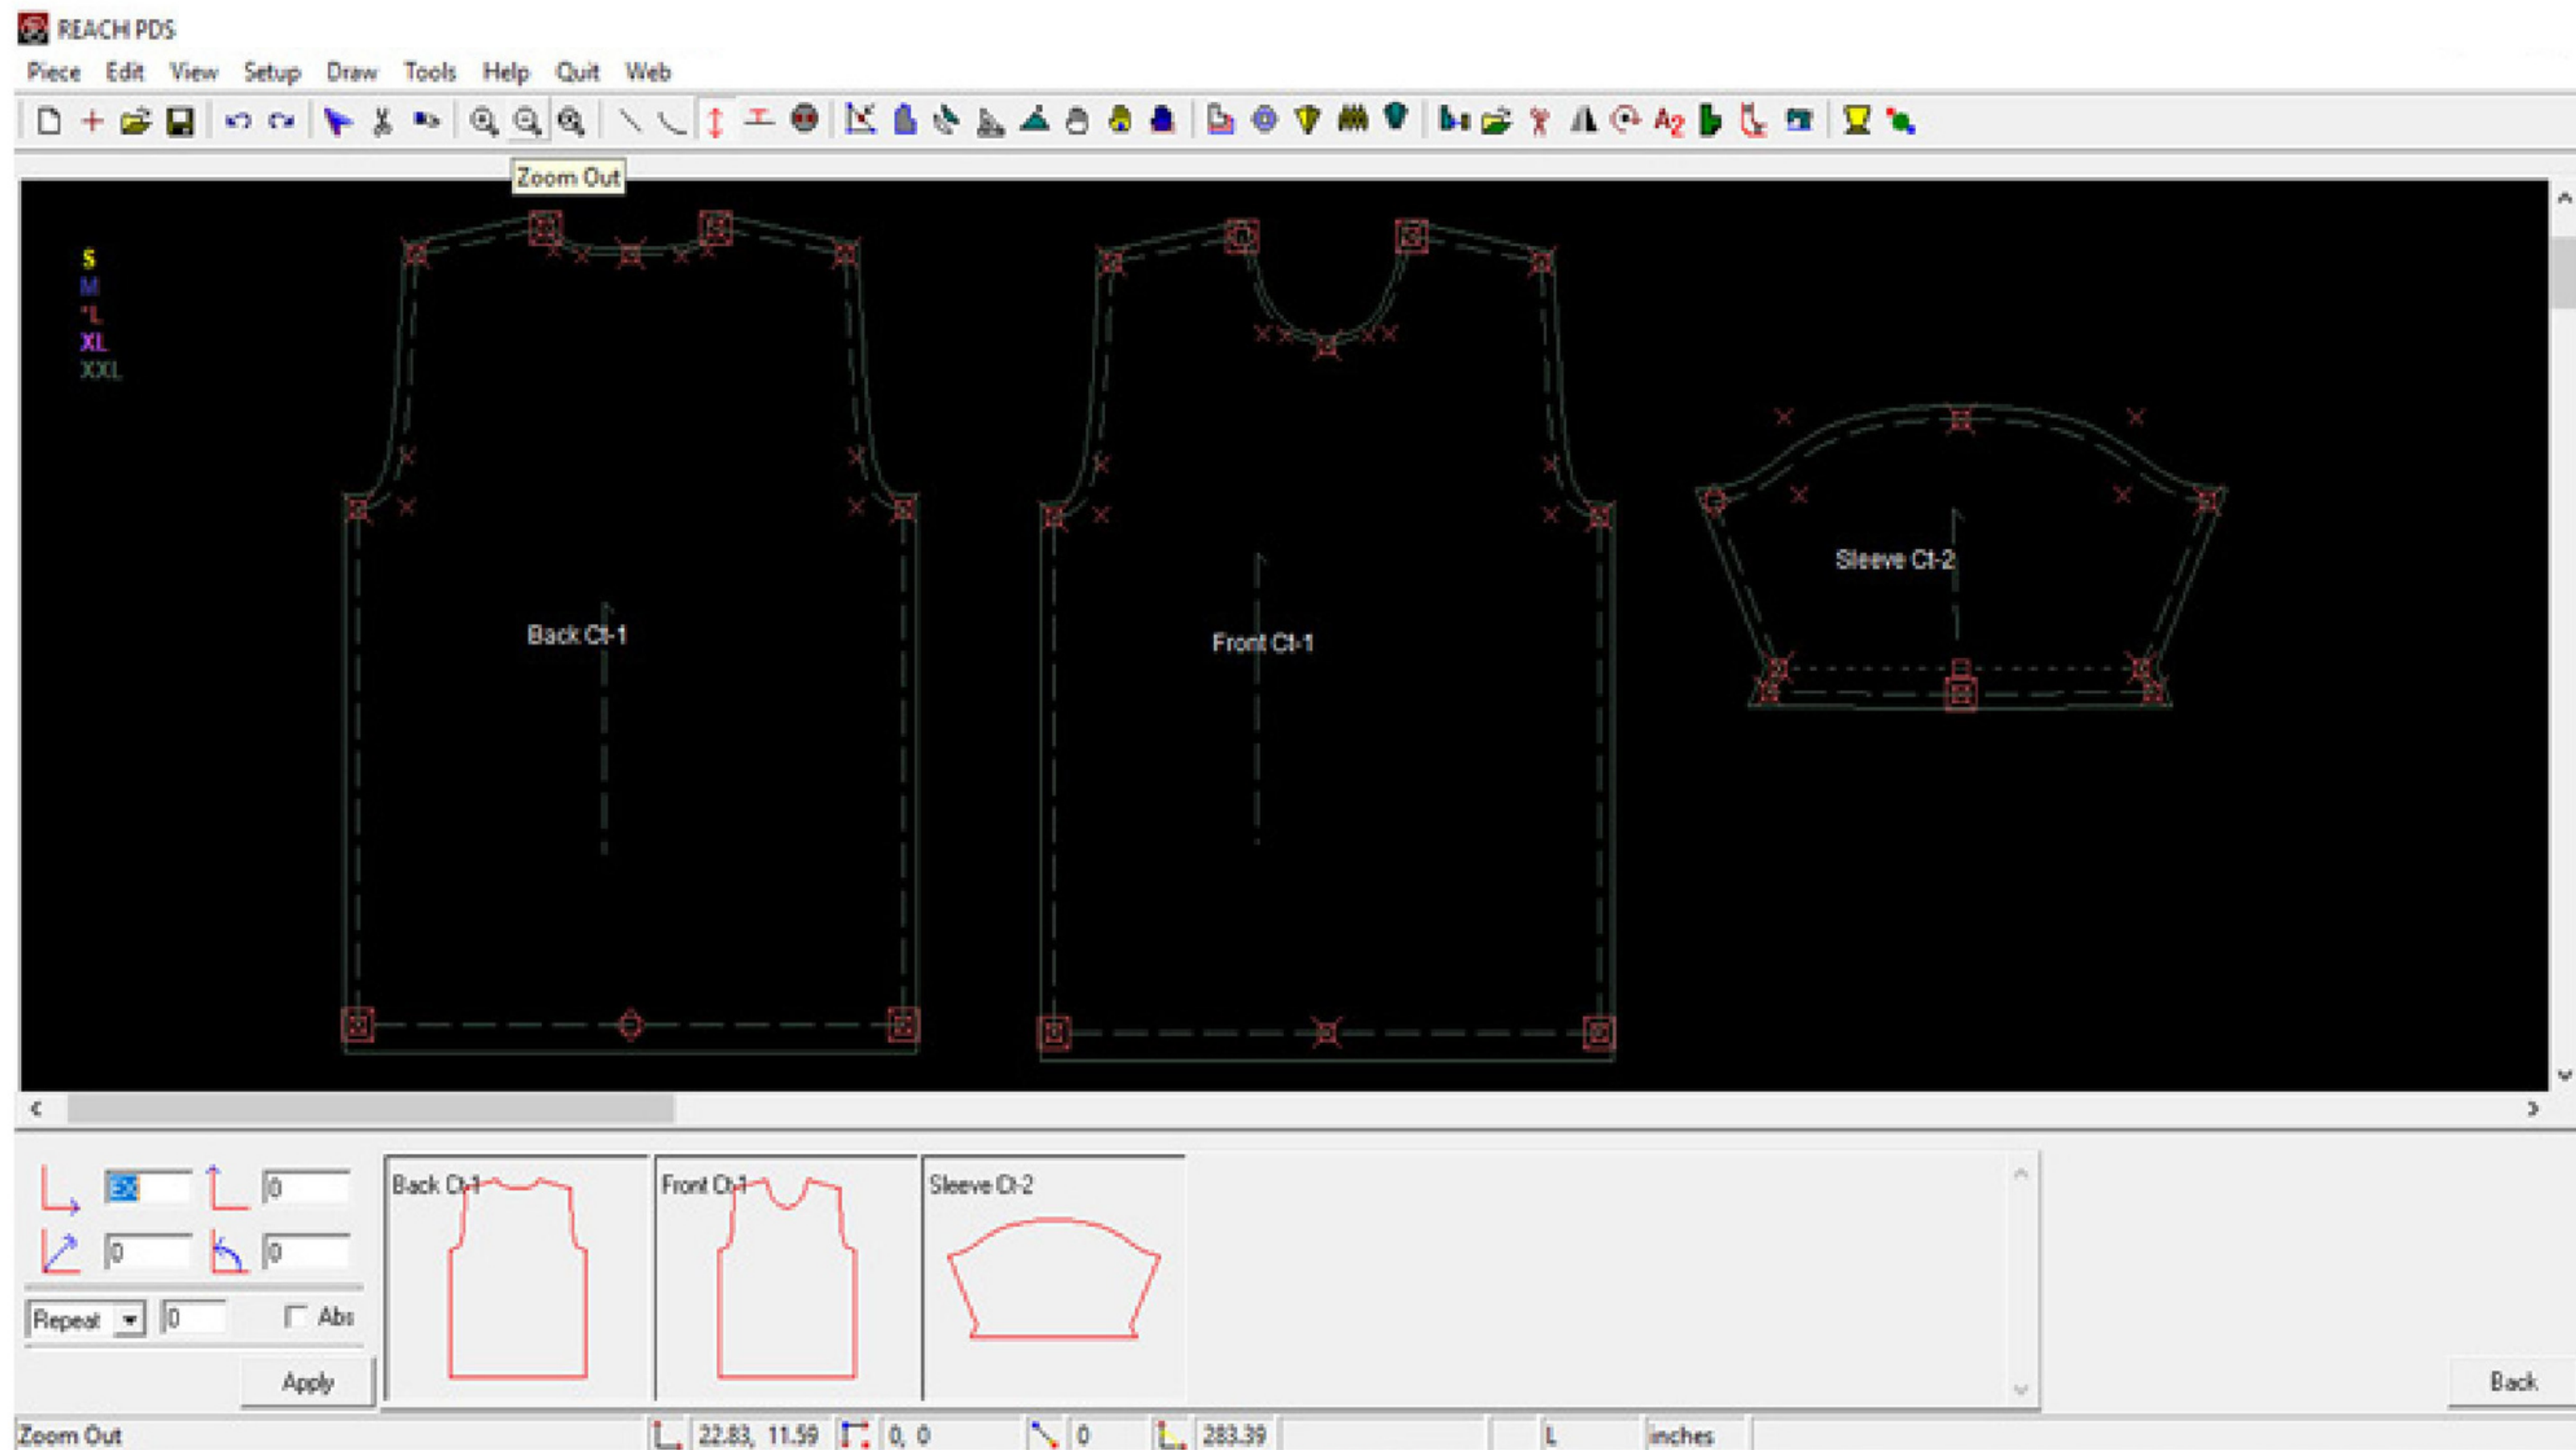 REACH PDS
Piece Edit View Setup Draw Tools Help Quit Web
Zoom Out
S
M
*L
XL
XXL
Back Ct-1
Front Ct-1
Sleeve Ct-2
0
0
0
Repeat 0 Abs
Apply
Back Ct-1
Front Ct-1
Sleeve Ct-2
Back
Zoom Out 22.83, 11.59 0, 0 0 283.39 L inches